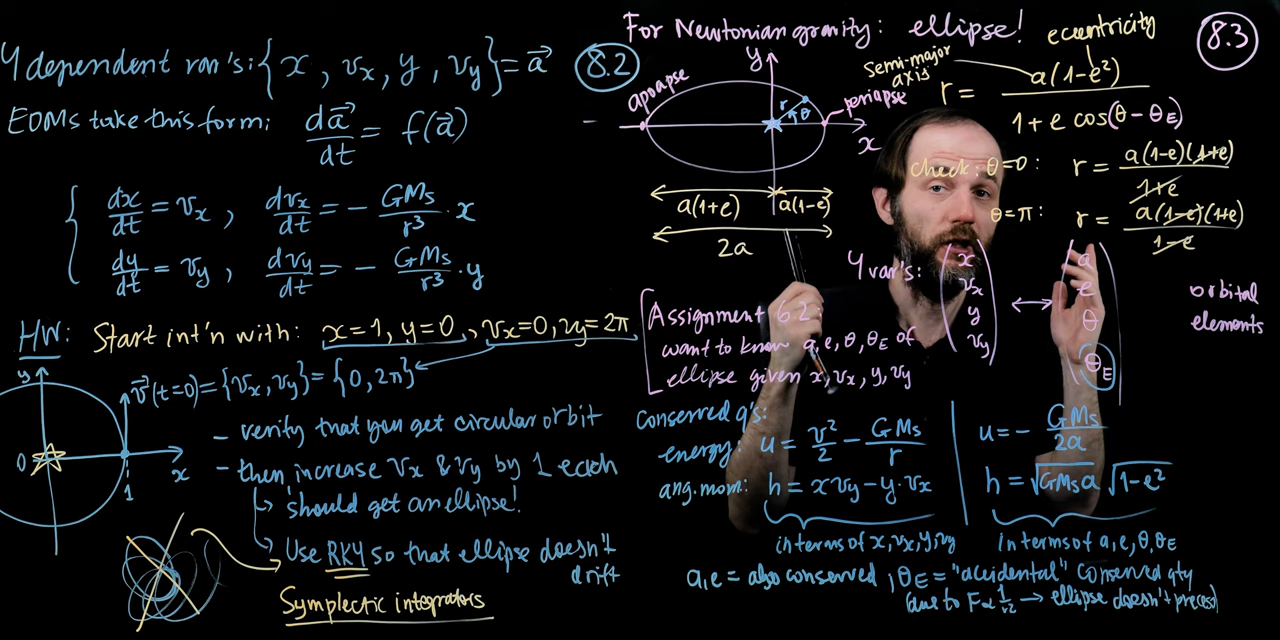 4 dependent var's: { x , vx , y , vy } = a⃗
8.2
EOMs take this form: da⃗/dt = f(a⃗)
dx/dt = vx , dvx/dt = - GMs/r³ · x
dy/dt = vy , dvy/dt = - GMs/r³ · y
HW: Start int'n with: x=1, y=0, vx=0, vy=2π
y
v⃗(t=0) = {vx, vy} = {0, 2π}
0
1
x
- verify that you get circular orbit
- then increase vx & vy by 1 each
↳ should get an ellipse!
↳ Use RK4 so that ellipse doesn't
drift
Symplectic integrators
For Newtonian gravity: ellipse!
8.3
eccentricity
semi-major
axis
r = a(1-e²) / 1+e cos(θ-θE)
y
apoapse
r
θ
periapse
x
check: θ=0: r = a(1-e)(1+e) / 1+e
θ=π: r = a(1-e)(1+e) / 1-e
a(1+e)
a(1-e)
2a
4 var's: ( x vx y vy ) ↔ ( a e θ θE )
orbital
elements
Assignment 6.2:
want to know a, e, θ, θE of
ellipse given x, vx, y, vy
Conserved q's:
energy: u = v²/2 - GMs/r | u = - GMs/2a
ang.mom: h = x vy - y · vx | h = √GMsa √1-e²
in terms of x, vx, y, vy
in terms of a, e, θ, θE
a, e = also conserved, θE = "accidental" conserved qty
(due to F∝1/r² → ellipse doesn't precess)